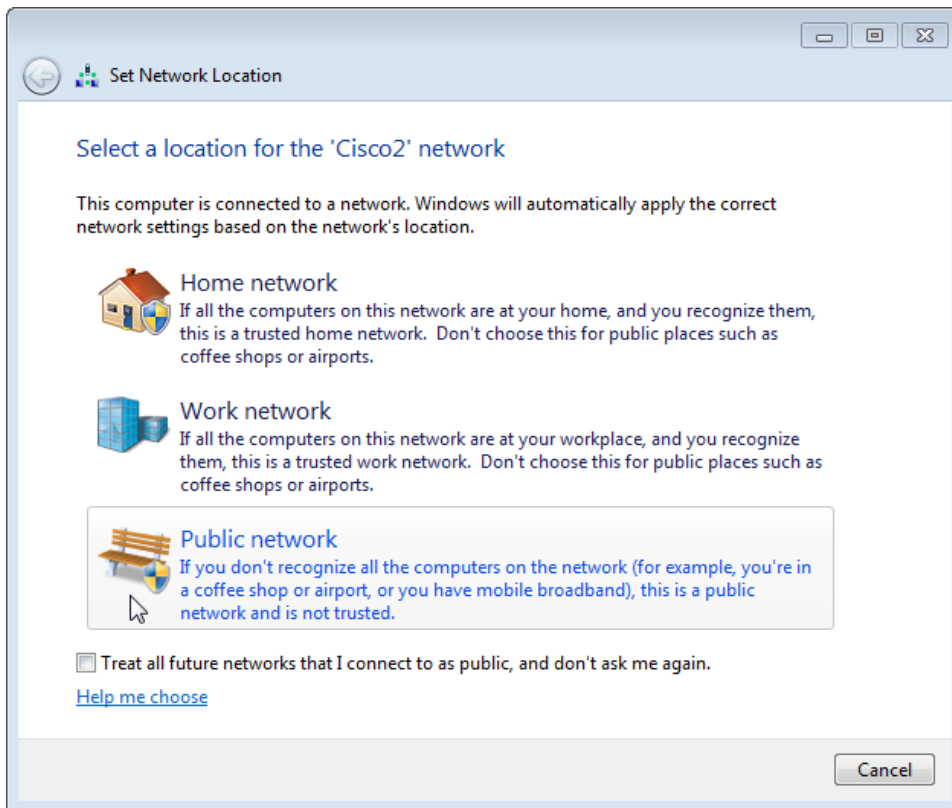 Set Network Location
Select a location for the 'Cisco2' network
This computer is connected to a network. Windows will automatically apply the correct
network settings based on the network's location.
Home network
If all the computers on this network are at your home, and you recognize them,
this is a trusted home network.  Don't choose this for public places such as
coffee shops or airports.
Work network
If all the computers on this network are at your workplace, and you recognize
them, this is a trusted work network.  Don't choose this for public places such as
coffee shops or airports.
Public network
If you don't recognize all the computers on the network (for example, you're in
a coffee shop or airport, or you have mobile broadband), this is a public
network and is not trusted.
Treat all future networks that I connect to as public, and don't ask me again.
Help me choose
Cancel